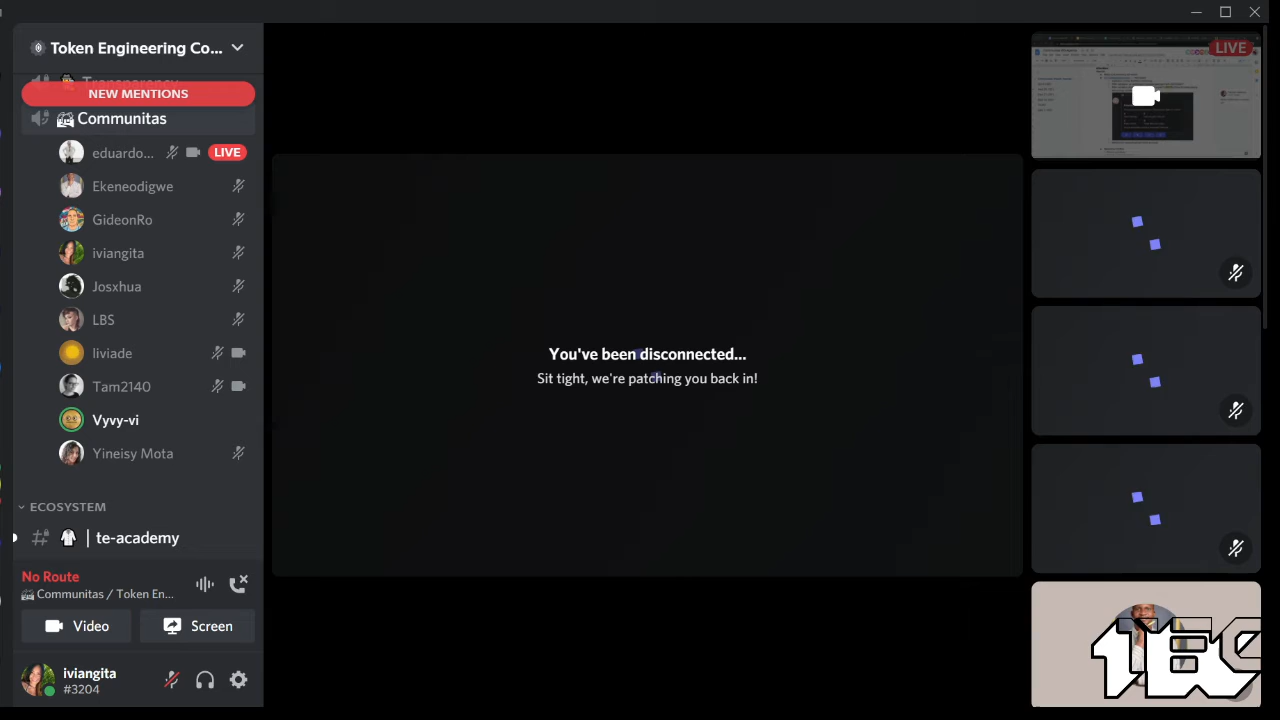 Token Engineering Co...
Transparency
NEW MENTIONS
Communitas
eduardo...
LIVE
Ekeneodigwe
GideonRo
iviangita
Josxhua
LBS
liviade
Tam2140
Vyvy-vi
Yineisy Mota
ECOSYSTEM
# | te-academy
No Route
Communitas / Token En...
Video
Screen
iviangita
#3204
You've been disconnected...
Sit tight, we're patching you back in!
LIVE
TEC